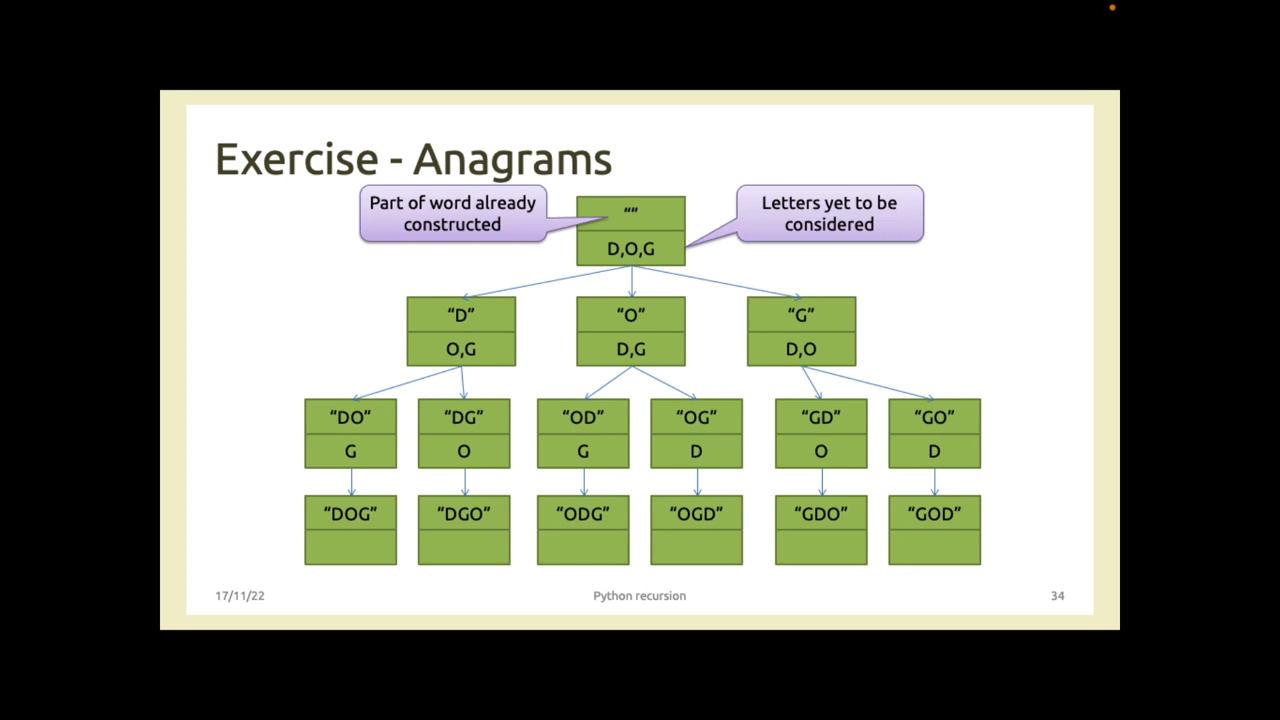 Exercise - Anagrams
Part of word already
constructed
“”
D,O,G
Letters yet to be
considered
“D”
O,G
“O”
D,G
“G”
D,O
“DO”
G
“DG”
O
“OD”
G
“OG”
D
“GD”
O
“GO”
D
“DOG”
“DGO”
“ODG”
“OGD”
“GDO”
“GOD”
17/11/22
Python recursion
34